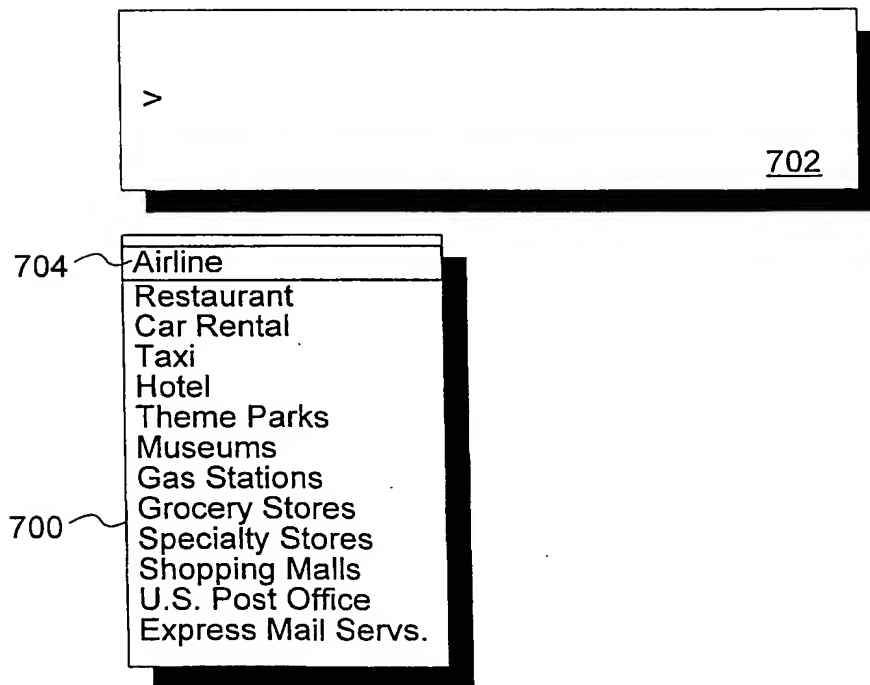 >
702
704 Airline
Restaurant
Car Rental
Taxi
Hotel
Theme Parks
Museums
Gas Stations
Grocery Stores
700 Specialty Stores
Shopping Malls
U.S. Post Office
Express Mail Servs.